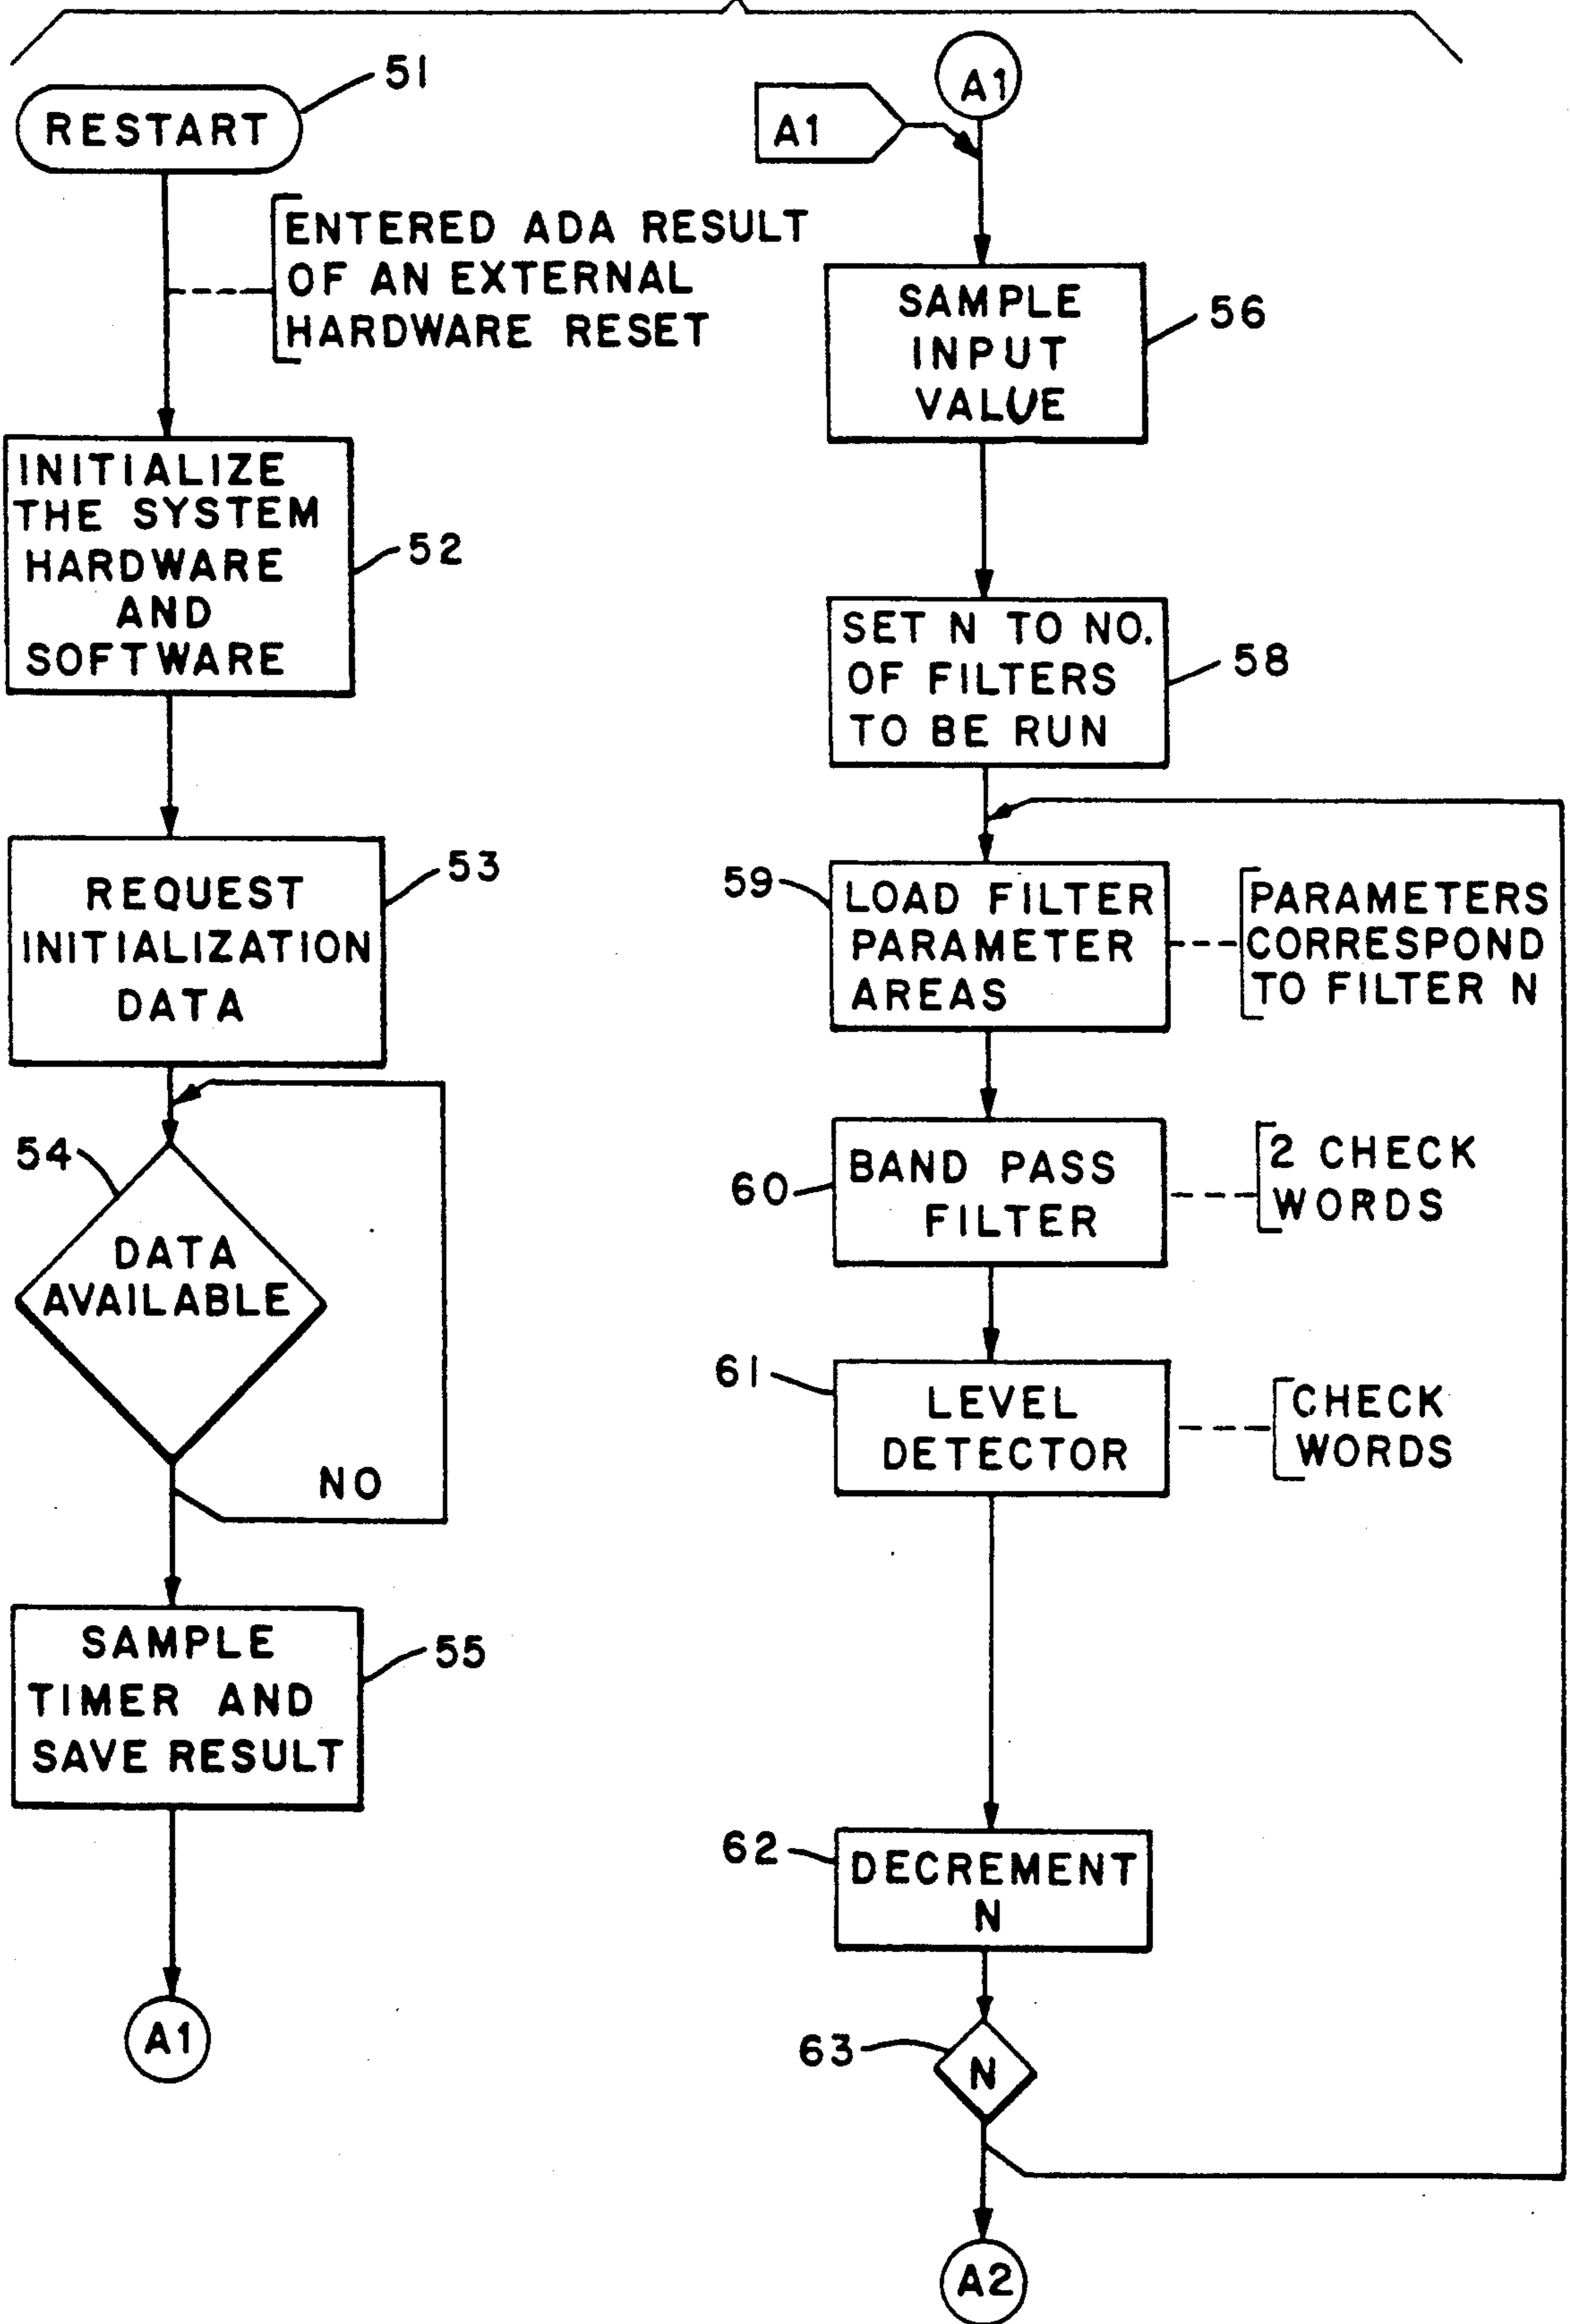 RESTART
51
ENTERED ADA RESULT
OF AN EXTERNAL
HARDWARE RESET
INITIALIZE
THE SYSTEM
HARDWARE
AND
SOFTWARE
52
REQUEST
INITIALIZATION
DATA
53
54
DATA
AVAILABLE
NO
SAMPLE
TIMER AND
SAVE RESULT
55
A1
A1
A1
SAMPLE
INPUT
VALUE
56
SET N TO NO.
OF FILTERS
TO BE RUN
58
59
LOAD FILTER
PARAMETER
AREAS
PARAMETERS
CORRESPOND
TO FILTER N
60
BAND PASS
FILTER
2 CHECK
WORDS
61
LEVEL
DETECTOR
CHECK
WORDS
62
DECREMENT
N
63
N
A2